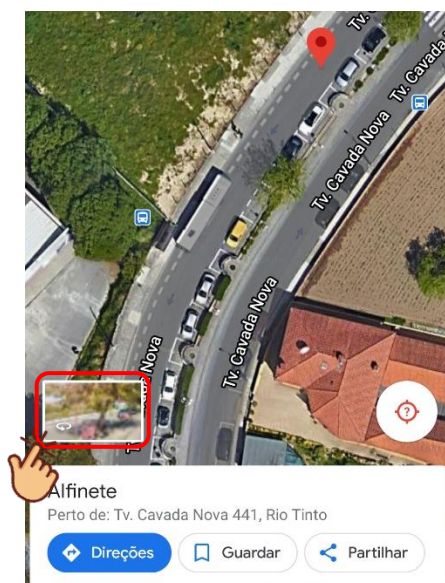 Tv. Cavada Nova
Tv. Cavada Nova
Tv. Cavada Nova
Tv. Cavada Nova
?
Alfinete
Perto de: Tv. Cavada Nova 441, Rio Tinto
Direções
Guardar
Partilhar